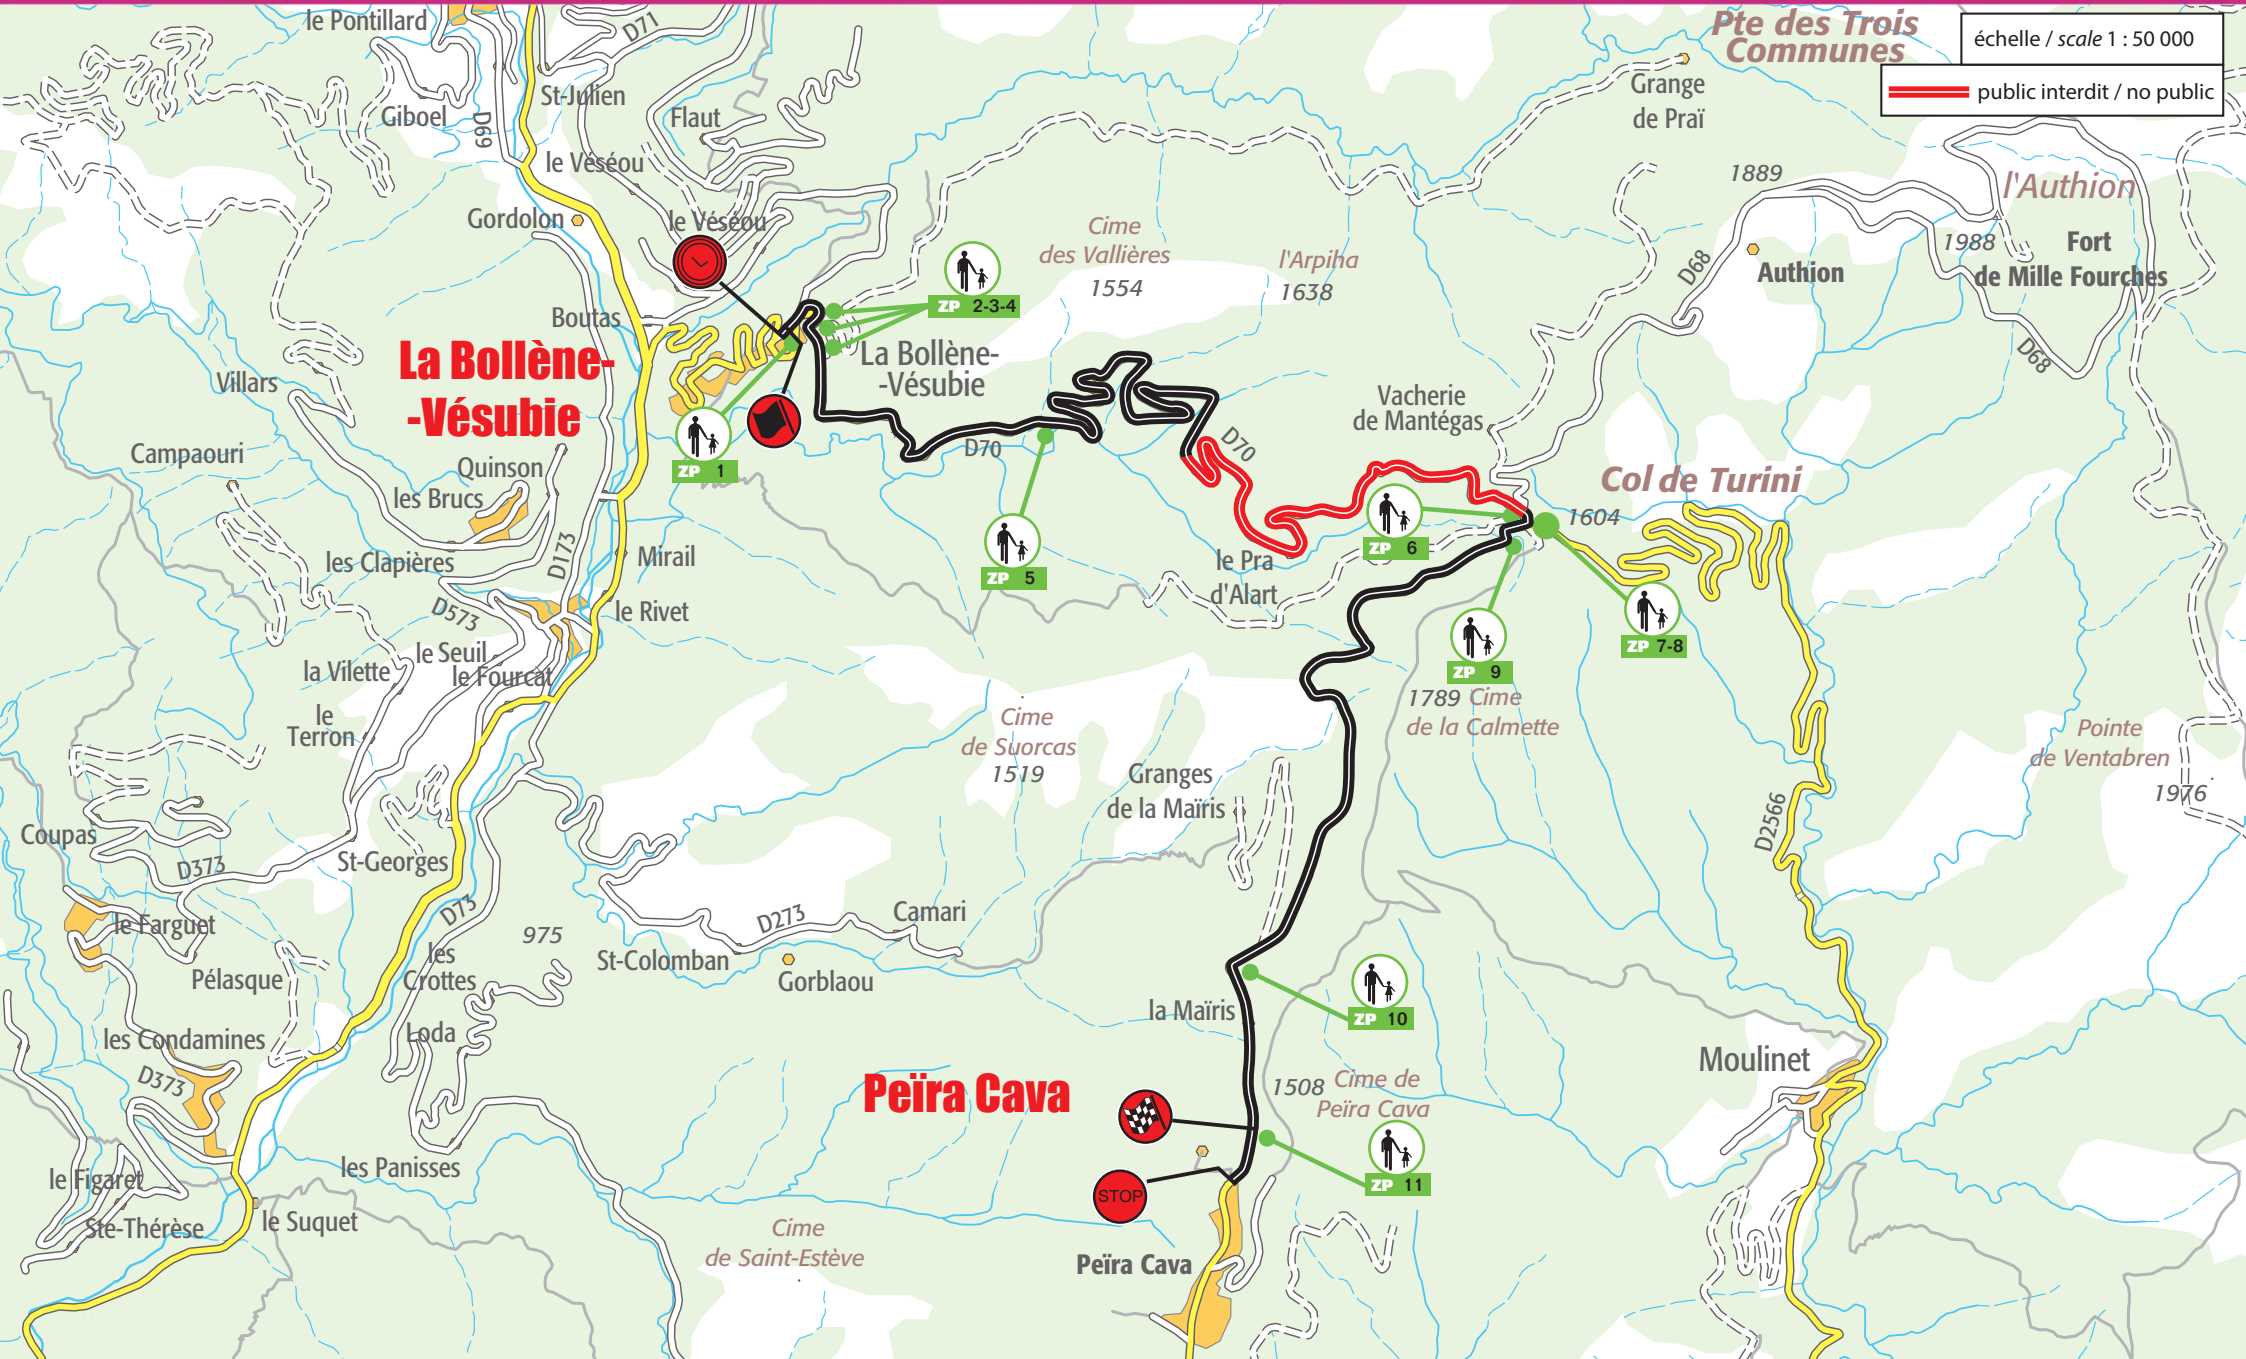 le Pontillard
D71
Pte des Trois
Communes
échelle / scale 1 : 50 000
public interdit / no public
Giboel
D69
St-Julien
Flaut
Grange
de Praï
le Véséou
Gordolon
le Véséou
1889
l'Authion
1988
Fort
de Mille Fourches
Authion
D68
D68
Cime
des Vallières
1554
l'Arpiha
1638
ZP 2-3-4
Boutas
La Bollène-
-Vésubie
La Bollène-
-Vésubie
Villars
Vacherie
de Mantégas
Campaouri
Quinson
les Brucs
ZP 1
D70
D70
Col de Turini
1604
les Clapières
D173
Mirail
ZP 5
ZP 6
le Pra
d'Alart
D573
le Rivet
le Seuil
le Fourcat
la Vilette
ZP 9
ZP 7-8
le
Terron
Cime
de Suorcas
1519
1789 Cime
de la Calmette
Pointe
de Ventabren
1976
Granges
de la Maïris
D2566
Coupas
D373
St-Georges
D73
le Farguet
975
les
Crottes
D273
Camari
St-Colomban
Gorblaou
Pélasque
la Maïris
ZP 10
les Condamines
Loda
D373
Peïra Cava
1508 Cime de
Peïra Cava
Moulinet
le Figaret
les Panisses
STOP
ZP 11
Ste-Thérèse
le Suquet
Cime
de Saint-Estève
Peïra Cava